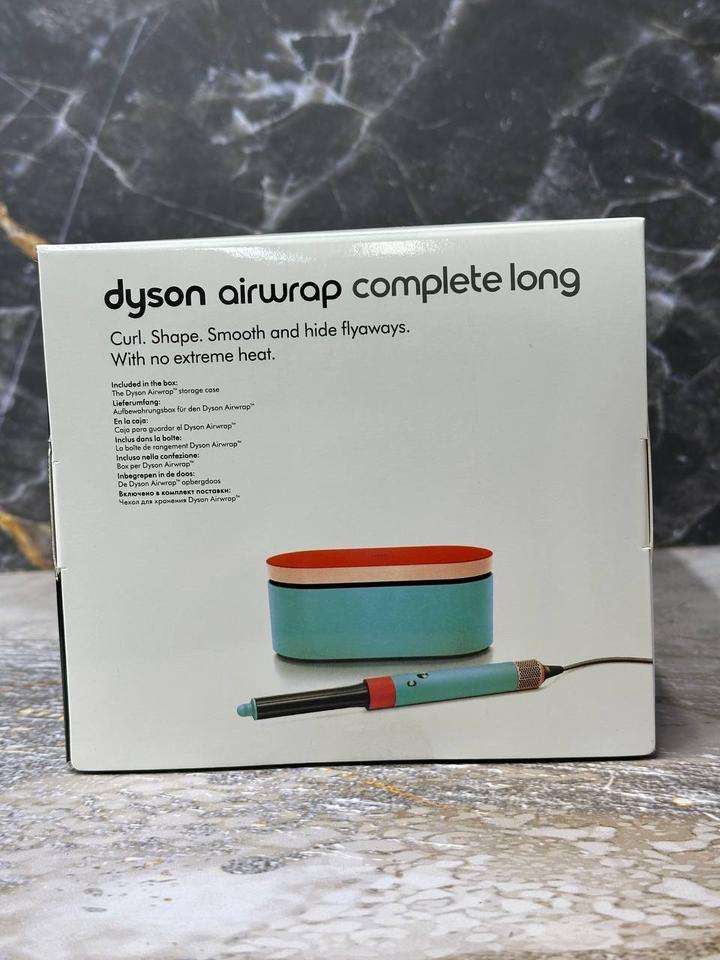 dyson airwrap complete long
Curl. Shape. Smooth and hide flyaways.
With no extreme heat.
Included in the box:
The Dyson Airwrap™ storage case
Lieferumfang:
Aufbewahrungsbox für den Dyson Airwrap™
En la caja:
Caja para guardar el Dyson Airwrap™
Inclus dans la boîte:
La boîte de rangement Dyson Airwrap™
Incluso nella confezione:
Box per Dyson Airwrap™
Inbegrepen in de doos:
De Dyson Airwrap™ opbergdoos
Включено в комплект поставки:
Чехол для хранения Dyson Airwrap™